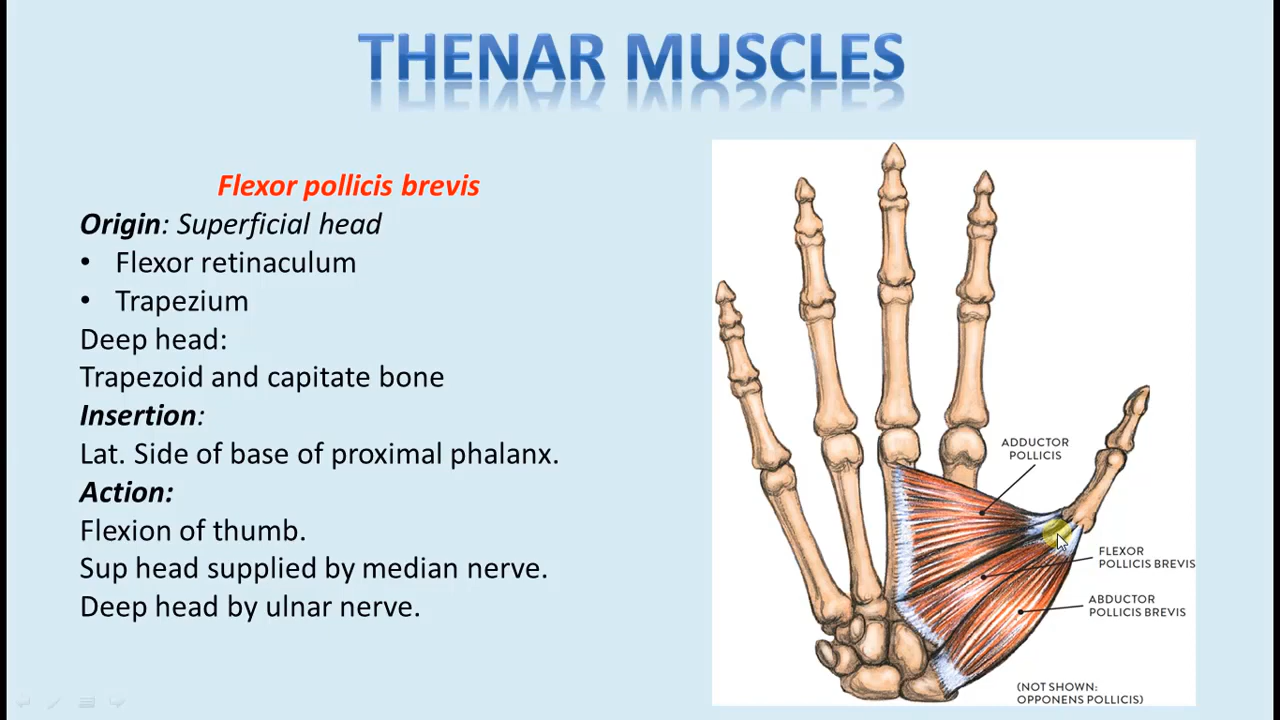 THENAR MUSCLES
Flexor pollicis brevis
Origin: Superficial head
• Flexor retinaculum
• Trapezium
Deep head:
Trapezoid and capitate bone
Insertion:
Lat. Side of base of proximal phalanx.
Action:
Flexion of thumb.
Sup head supplied by median nerve.
Deep head by ulnar nerve.
ADDUCTOR
POLLICIS
FLEXOR
POLLICIS BREVIS
ABDUCTOR
POLLICIS BREVIS
(NOT SHOWN:
OPPONENS POLLICIS)